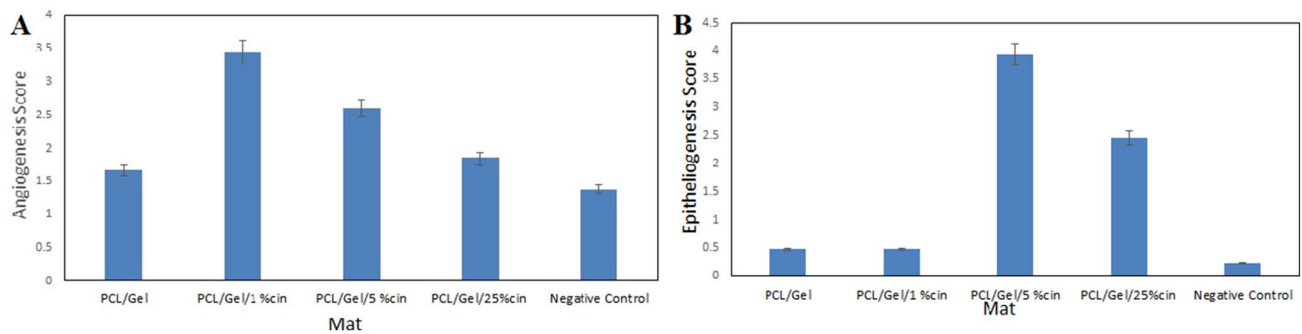 A
Angiogenesis Score
4
3.5
3
2.5
2
1.5
1
0.5
0
PCL/Gel PCL/Gel/1 %cin PCL/Gel/5 %cin PCL/Gel/25%cin Negative Control
Mat
B
Epitheliogenesis Score
4.5
4
3.5
3
2.5
2
1.5
1
0.5
0
PCL/Gel PCL/Gel/1 %cin PCL/Gel/5 %cin PCL/Gel/25%cin Negative Control
Mat